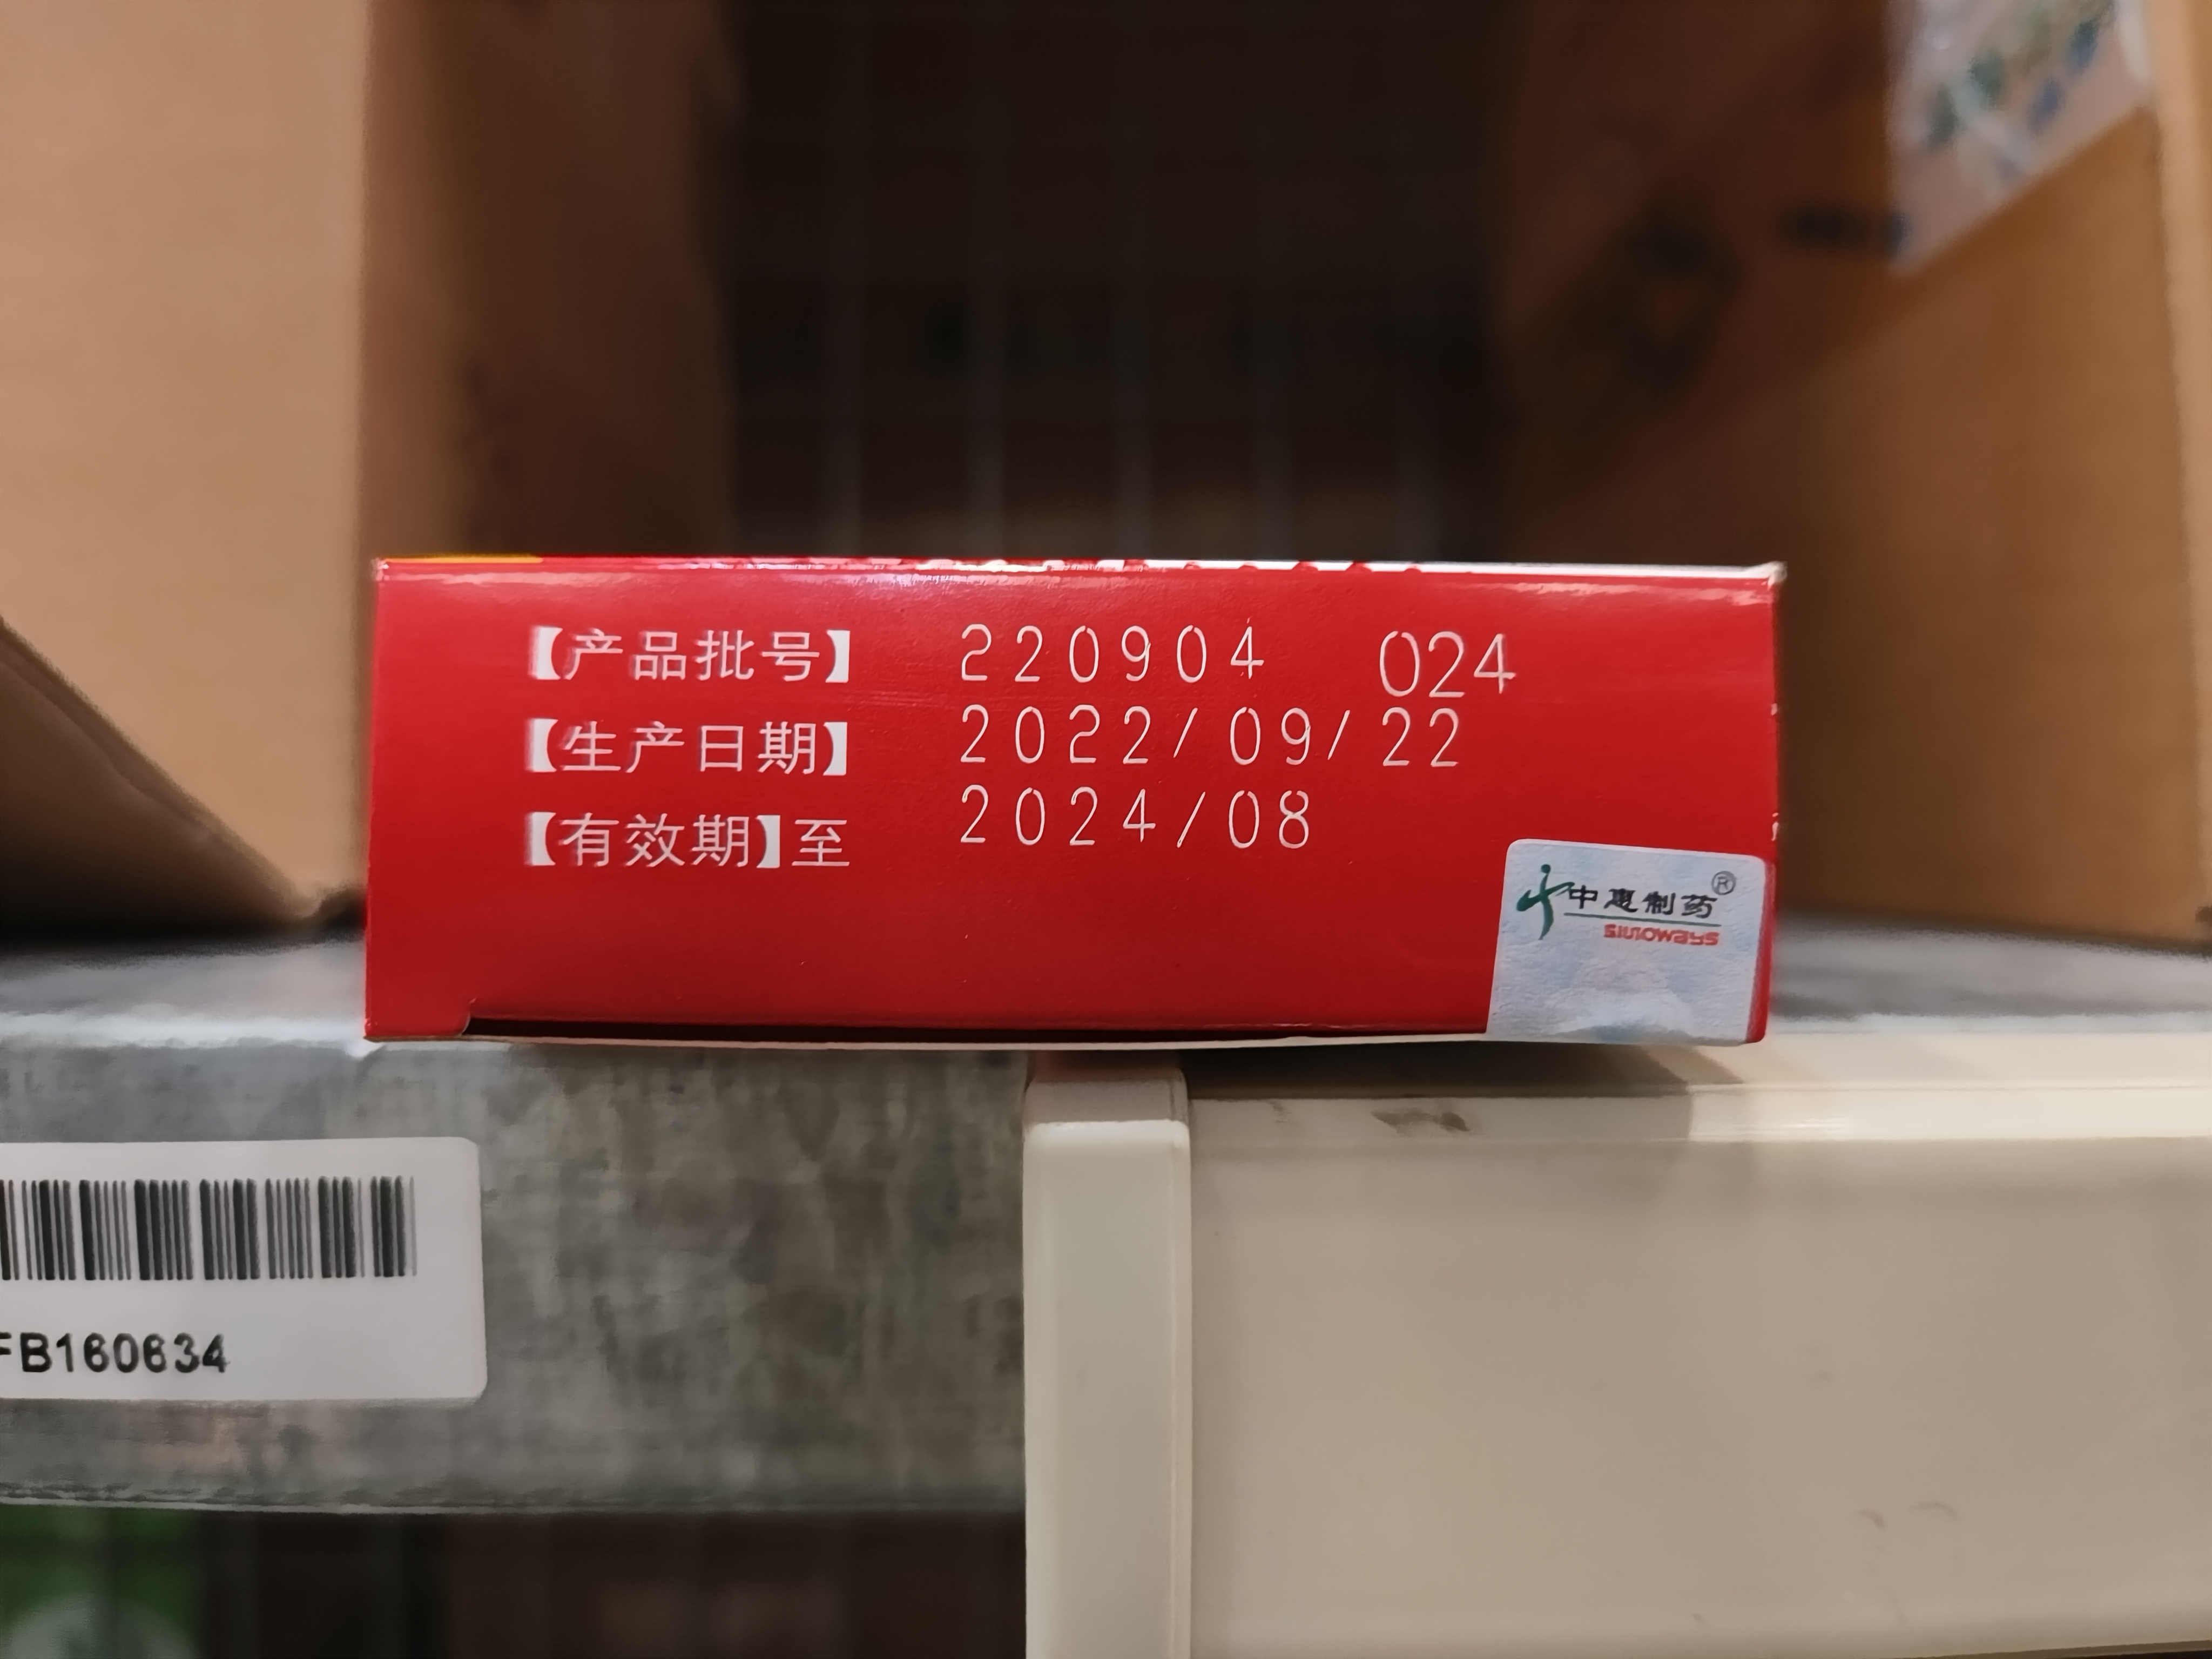 【产品批号】 220904 024
【生产日期】 2022/09/22
【有效期】至 2024/08
中惠制药®
sinoways
FB160634